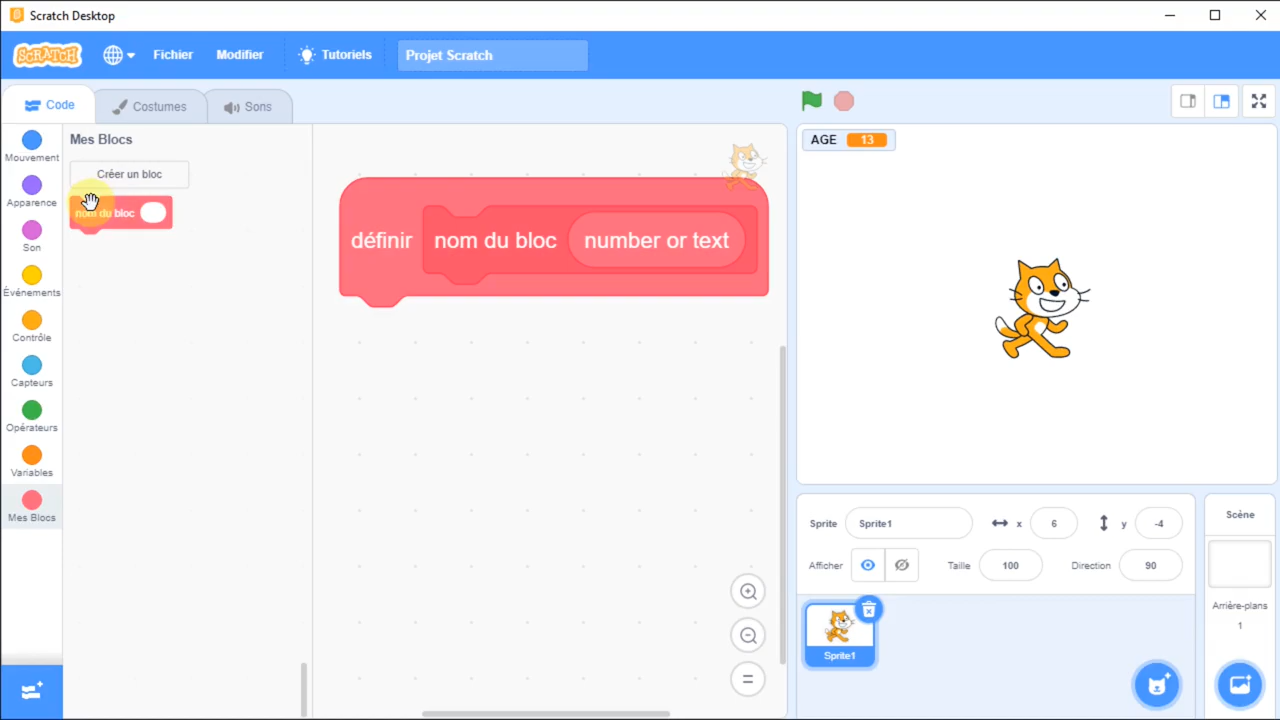 Scratch Desktop
SCRATCH
Fichier
Modifier
Tutoriels
Projet Scratch
Code
Costumes
Sons
Mouvement
Apparence
Son
Événements
Contrôle
Capteurs
Opérateurs
Variables
Mes Blocs
Mes Blocs
Créer un bloc
nom du bloc
définir nom du bloc number or text
AGE 13
Sprite Sprite1 x 6 y -4
Afficher Taille 100 Direction 90
Sprite1
Scène
Arrière-plans
1